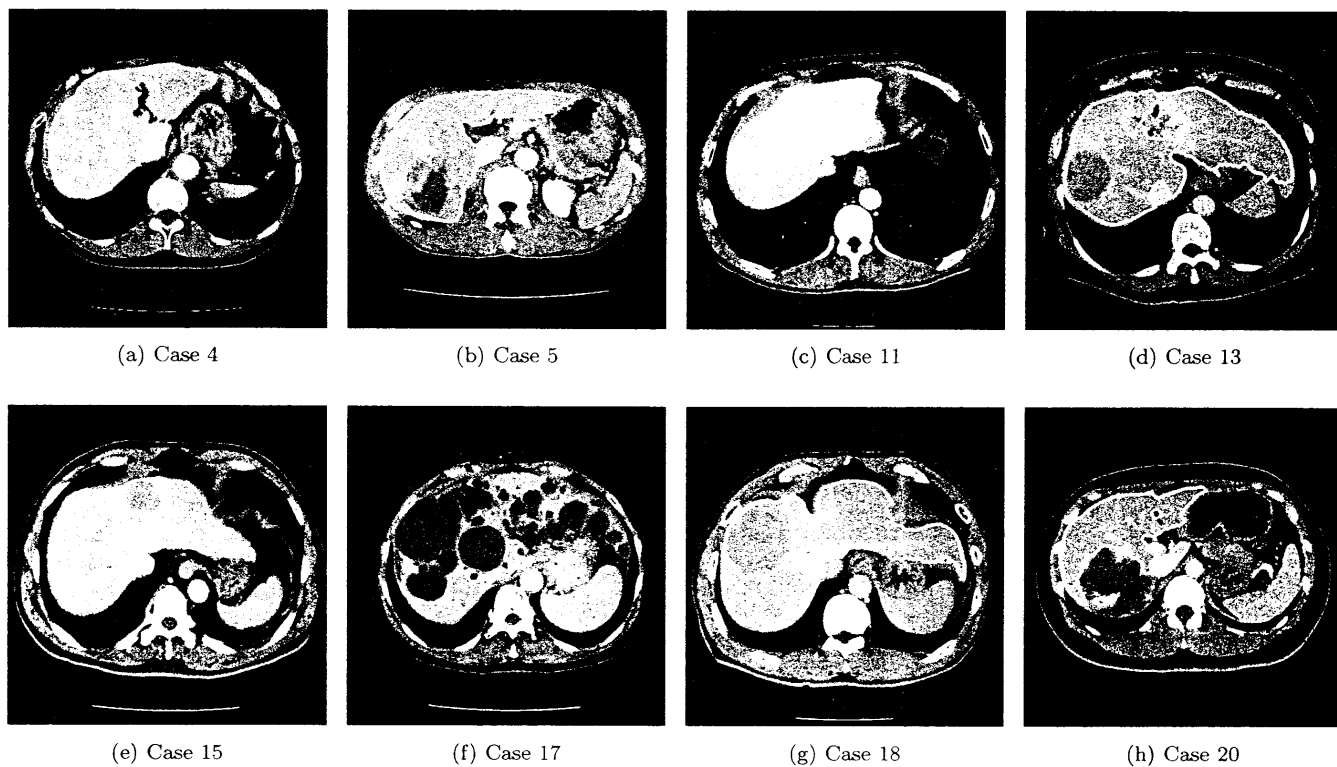 (a) Case 4
(b) Case 5
(c) Case 11
(d) Case 13
(e) Case 15
(f) Case 17
(g) Case 18
(h) Case 20